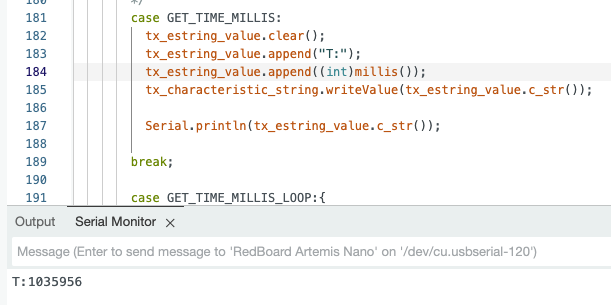 180 */
181 case GET_TIME_MILLIS:
182 tx_estring_value.clear();
183 tx_estring_value.append("T:");
184 tx_estring_value.append((int)millis());
185 tx_characteristic_string.writeValue(tx_estring_value.c_str());
186
187 Serial.println(tx_estring_value.c_str());
188
189 break;
190
191 case GET_TIME_MILLIS_LOOP:{
Output Serial Monitor ×
Message (Enter to send message to 'RedBoard Artemis Nano' on '/dev/cu.usbserial-120')
T:1035956